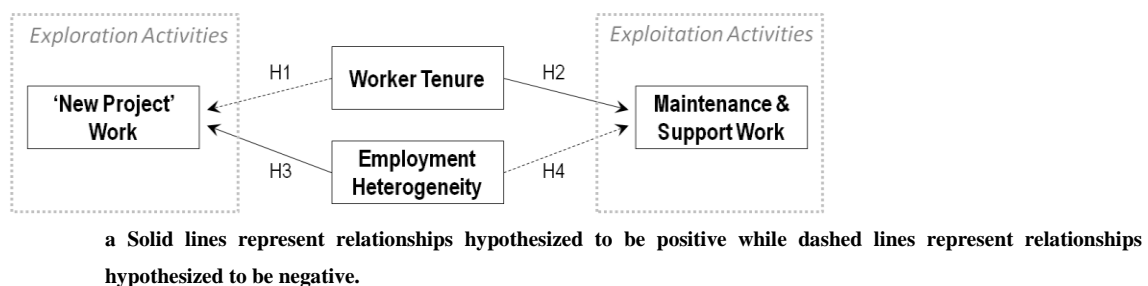 Exploration Activities
Exploitation Activities
H1
Worker Tenure
H2
‘New Project’
Work
Maintenance &
Support Work
H3
Employment
Heterogeneity
H4
a Solid lines represent relationships hypothesized to be positive while dashed lines represent relationships
hypothesized to be negative.